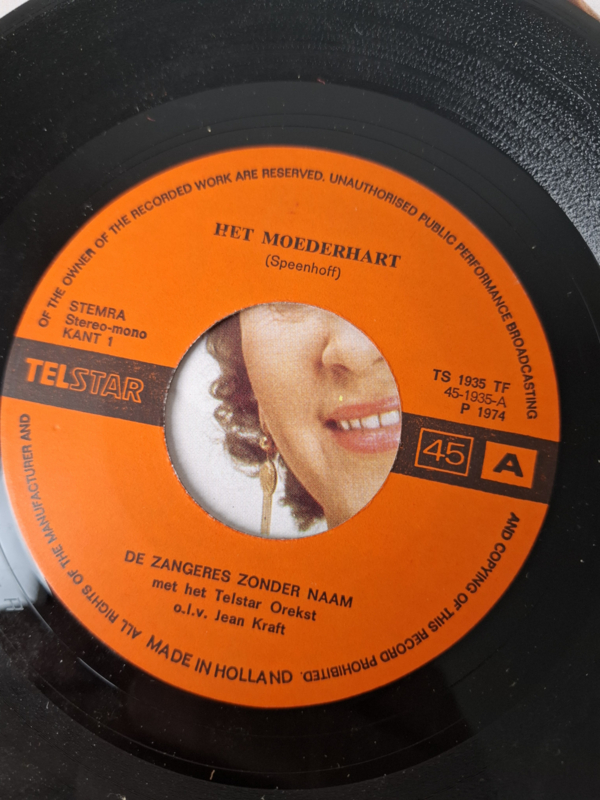 HET MOEDERHART
(Speenhoff)
STEMRA
Stereo-mono
KANT 1
TELSTAR
TS 1935 TF
45-1935-A
P 1974
45 A
DE ZANGERES ZONDER NAAM
met het Telstar Orekst
o.l.v. Jean Kraft
ALL RIGHTS OF THE MANUFACTURER AND OF THE OWNER OF THE RECORDED WORK ARE RESERVED. UNAUTHORISED PUBLIC PERFORMANCE BROADCASTING AND COPYING OF THIS RECORD PROHIBITED.
MADE IN HOLLAND